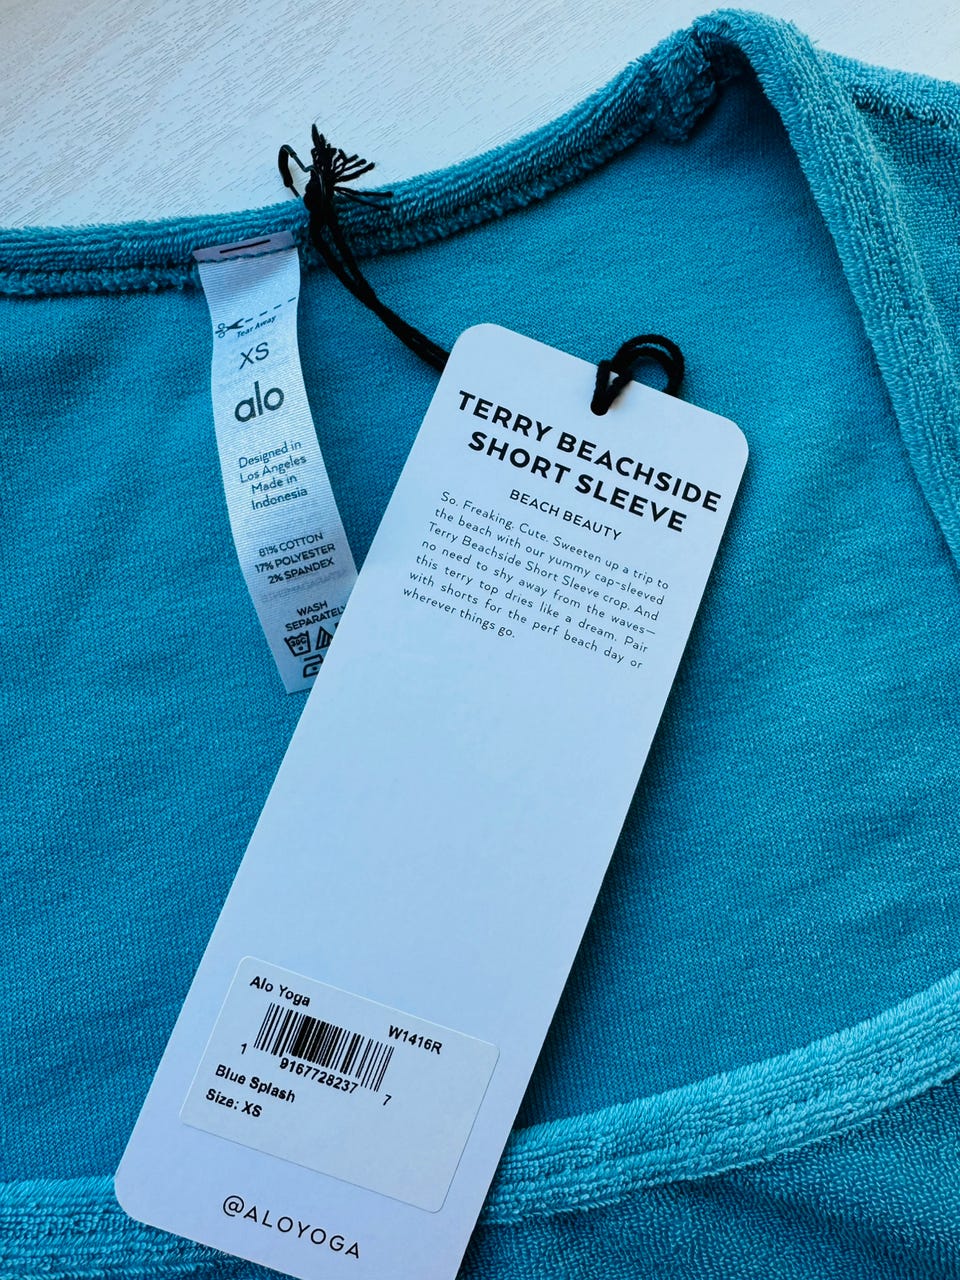 Tear Away
XS
alo
Designed in
Los Angeles
Made in
Indonesia
81% COTTON
17% POLYESTER
2% SPANDEX
WASH
SEPARATELY
30C
TERRY BEACHSIDE
SHORT SLEEVE
BEACH BEAUTY
So. Freaking. Cute. Sweeten up a trip to
the beach with our yummy cap-sleeved
Terry Beachside Short Sleeve crop. And
no need to shy away from the waves—
this terry top dries like a dream. Pair
with shorts for the perf beach day or
wherever things go.
Alo Yoga
W1416R
1 9167728237 7
Blue Splash
Size: XS
@ALOYOGA